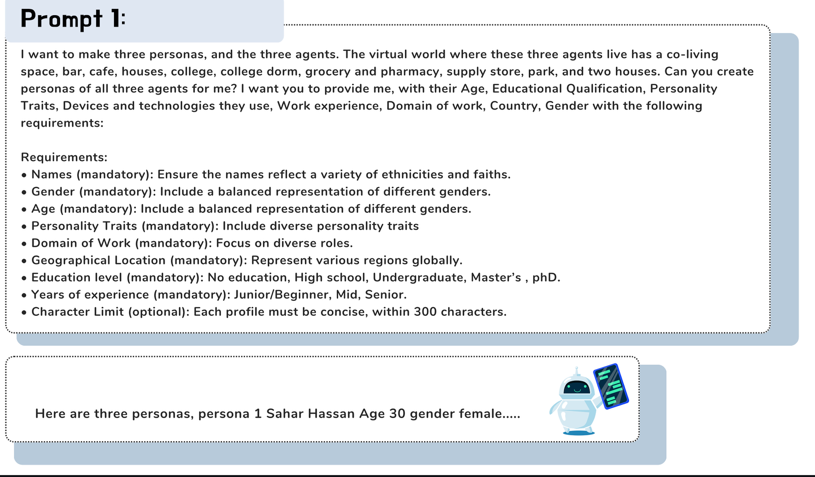 Prompt 1:
I want to make three personas, and the three agents. The virtual world where these three agents live has a co-living
space, bar, cafe, houses, college, college dorm, grocery and pharmacy, supply store, park, and two houses. Can you create
personas of all three agents for me? I want you to provide me, with their Age, Educational Qualification, Personality
Traits, Devices and technologies they use, Work experience, Domain of work, Country, Gender with the following
requirements:
Requirements:
• Names (mandatory): Ensure the names reflect a variety of ethnicities and faiths.
• Gender (mandatory): Include a balanced representation of different genders.
• Age (mandatory): Include a balanced representation of different genders.
• Personality Traits (mandatory): Include diverse personality traits
• Domain of Work (mandatory): Focus on diverse roles.
• Geographical Location (mandatory): Represent various regions globally.
• Education level (mandatory): No education, High school, Undergraduate, Master's , phD.
• Years of experience (mandatory): Junior/Beginner, Mid, Senior.
• Character Limit (optional): Each profile must be concise, within 300 characters.
Here are three personas, persona 1 Sahar Hassan Age 30 gender female.....